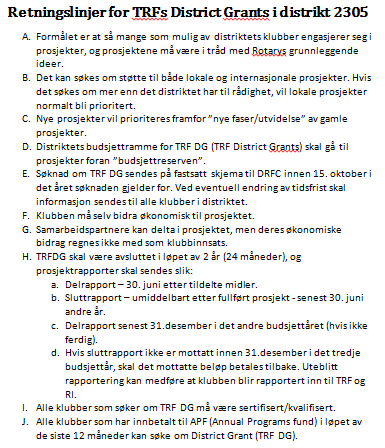 Retningslinjer for TRFs District Grants i distrikt 2305
A. Formålet er at så mange som mulig av distriktets klubber engasjerer seg i
prosjekter, og prosjektene må være i tråd med Rotarys grunnleggende
ideer.
B. Det kan søkes om støtte til både lokale og internasjonale prosjekter. Hvis
det søkes om mer enn det distriktet har til rådighet, vil lokale prosjekter
normalt bli prioritert.
C. Nye prosjekter vil prioriteres framfor "nye faser/utvidelse" av gamle
prosjekter.
D. Distriktets budsjettramme for TRF DG (TRF District Grants) skal gå til
prosjekter foran "budsjettreserven".
E. Søknad om TRF DG sendes på fastsatt skjema til DRFC innen 15. oktober i
det året søknaden gjelder for. Ved eventuell endring av tidsfrist skal
informasjon sendes til alle klubber i distriktet.
F. Klubben må selv bidra økonomisk til prosjektet.
G. Samarbeidspartnere kan delta i prosjektet, men deres økonomiske
bidrag regnes ikke med som klubbinnsats.
H. TRFDG skal være avsluttet i løpet av 2 år (24 måneder), og
prosjektrapporter skal sendes slik:
a. Delrapport – 30. juni etter tildelte midler.
b. Sluttrapport – umiddelbart etter fullført prosjekt - senest 30. juni
andre år.
c. Delrapport senest 31.desember i det andre budsjettåret (hvis ikke
ferdig).
d. Hvis sluttrapport ikke er mottatt innen 31.desember i det tredje
budsjettår, skal det mottatte beløp betales tilbake. Uteblitt
rapportering kan medføre at klubben blir rapportert inn til TRF og
RI.
I. Alle klubber som søker om TRF DG må være sertifisert/kvalifisert.
J. Alle klubber som har innbetalt til APF (Annual Programs fund) i løpet av
de siste 12 måneder kan søke om District Grant (TRF DG).